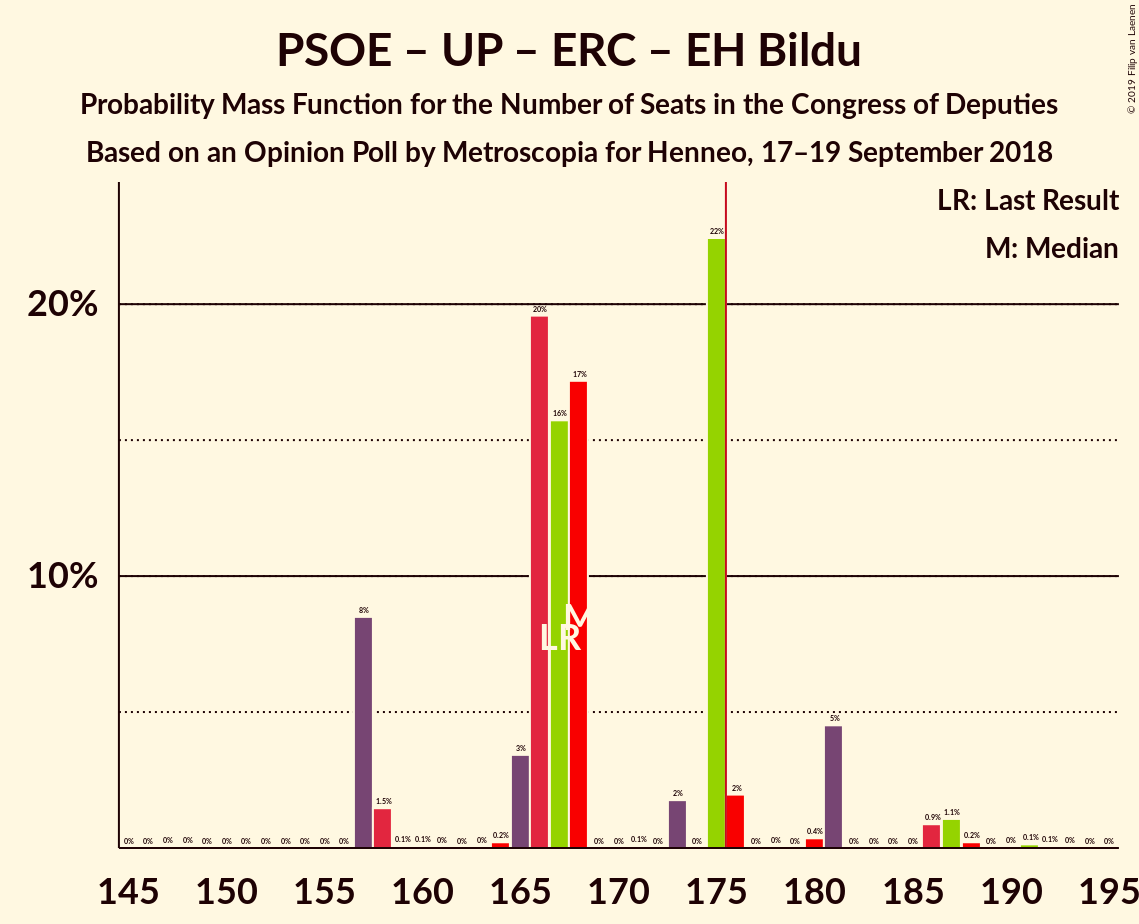 PSOE – UP – ERC – EH Bildu
Probability Mass Function for the Number of Seats in the Congress of Deputies
Based on an Opinion Poll by Metroscopia for Henneo, 17–19 September 2018
© 2019 Filip van Laenen
LR: Last Result
M: Median
20%
10%
0% 0% 0% 0% 0% 0% 0% 0% 0% 0% 0% 0% 8% 1.5% 0.1% 0.1% 0% 0% 0% 0.2% 3% 20% 16% 17% 0% 0% 0.1% 0% 2% 0% 22% 2% 0% 0% 0% 0.4% 5% 0% 0% 0% 0% 0.9% 1.1% 0.2% 0% 0% 0.1% 0.1% 0% 0% 0%
M
LR
145 150 155 160 165 170 175 180 185 190 195